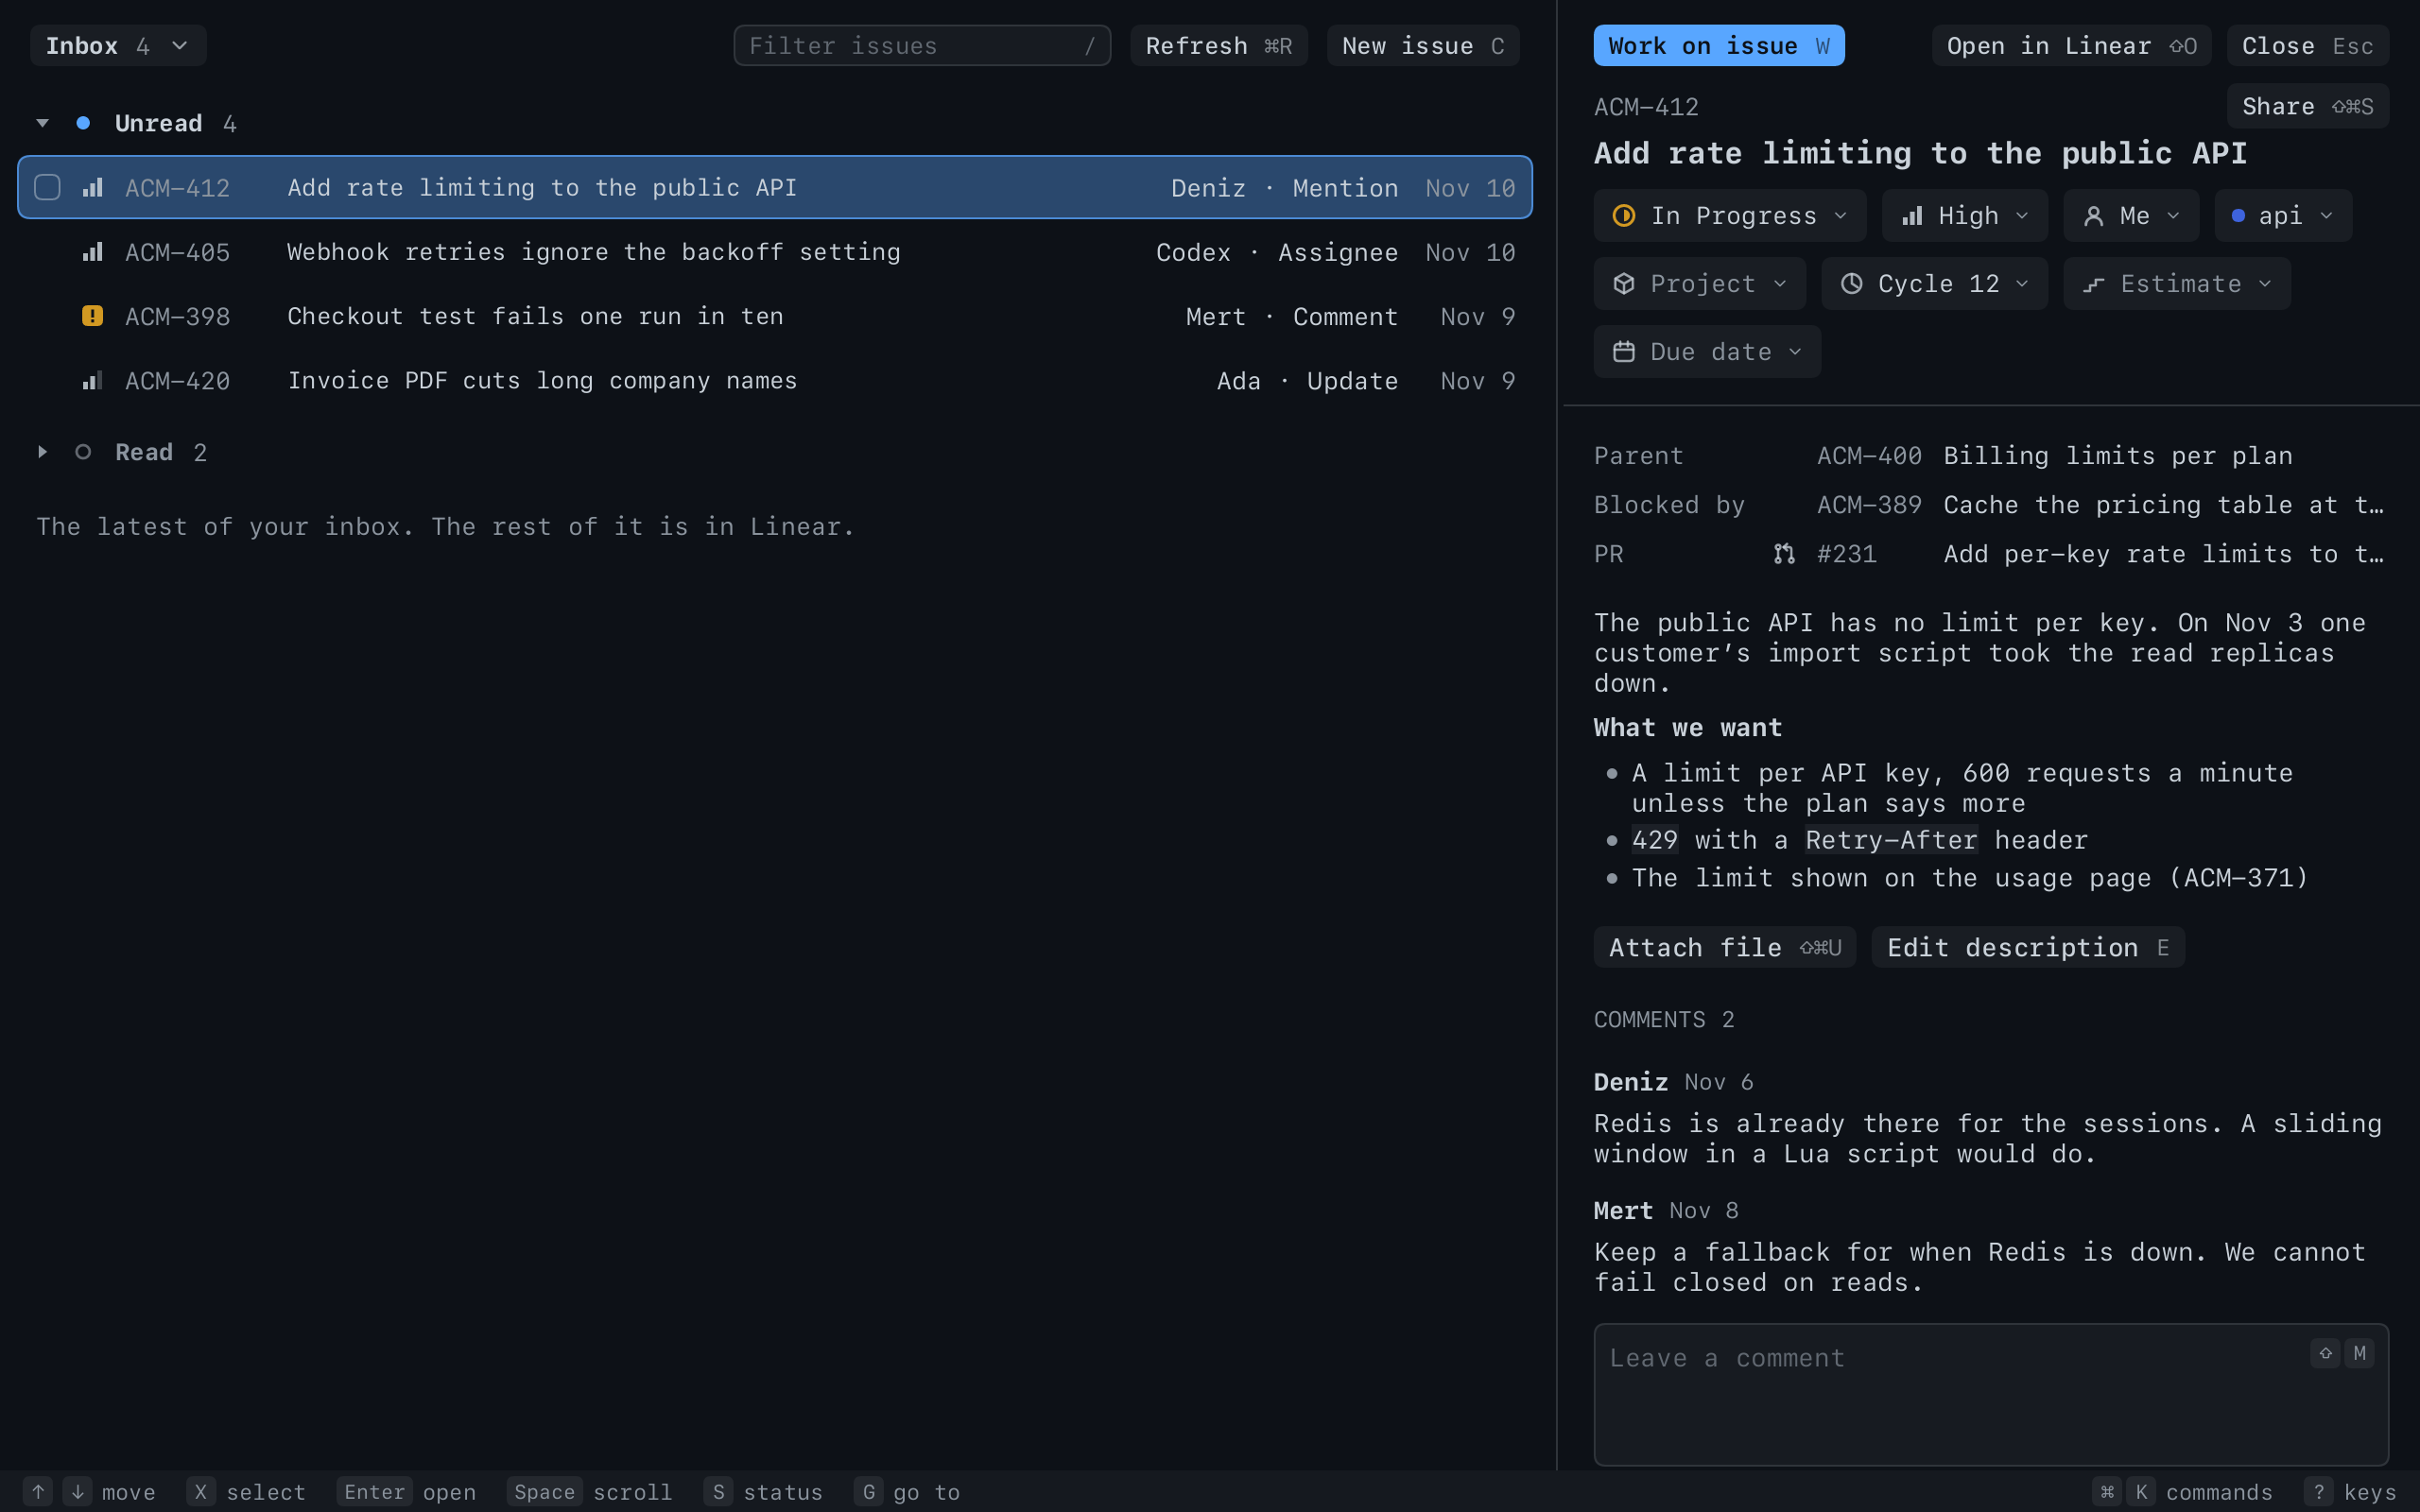 Inbox 4
Filter issues /
Refresh ⌘R
New issue C
Unread 4
ACM-412 Add rate limiting to the public API Deniz · Mention Nov 10
ACM-405 Webhook retries ignore the backoff setting Codex · Assignee Nov 10
ACM-398 Checkout test fails one run in ten Mert · Comment Nov 9
ACM-420 Invoice PDF cuts long company names Ada · Update Nov 9
Read 2
The latest of your inbox. The rest of it is in Linear.
Work on issue W
Open in Linear ⇧O
Close Esc
ACM-412
Share ⇧⌘S
Add rate limiting to the public API
In Progress
High
Me
api
Project
Cycle 12
Estimate
Due date
Parent ACM-400 Billing limits per plan
Blocked by ACM-389 Cache the pricing table at t…
PR #231 Add per-key rate limits to t…
The public API has no limit per key. On Nov 3 one
customer’s import script took the read replicas
down.
What we want
● A limit per API key, 600 requests a minute
unless the plan says more
● 429 with a Retry-After header
● The limit shown on the usage page (ACM-371)
Attach file ⇧⌘U
Edit description E
COMMENTS 2
Deniz Nov 6
Redis is already there for the sessions. A sliding
window in a Lua script would do.
Mert Nov 8
Keep a fallback for when Redis is down. We cannot
fail closed on reads.
Leave a comment ⇧ M
↑ ↓ move X select Enter open Space scroll S status G go to
⌘ K commands ? keys